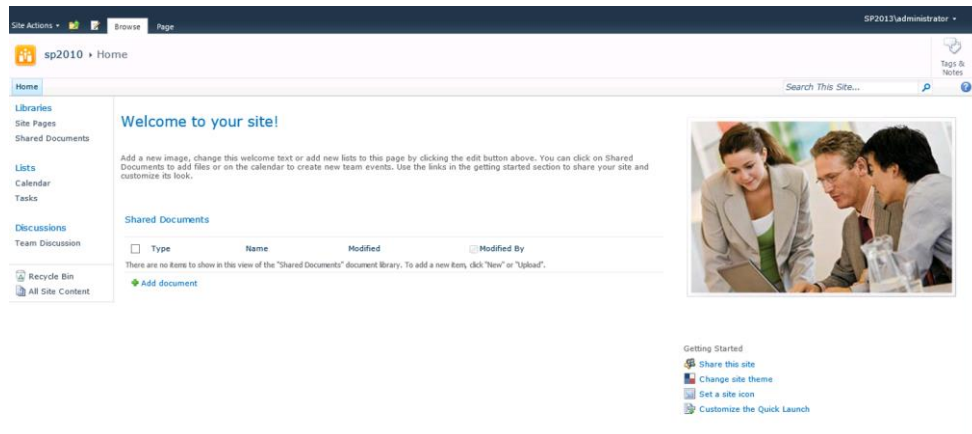 Site Actions
Browse
Page
SP2013\administrator
sp2010 Home
Tags & Notes
Home
Search This Site...
Libraries
Site Pages
Shared Documents
Lists
Calendar
Tasks
Discussions
Team Discussion
Recycle Bin
All Site Content
Welcome to your site!
Add a new image, change this welcome text or add new lists to this page by clicking the edit button above. You can click on Shared
Documents to add files or on the calendar to create new team events. Use the links in the getting started section to share your site and
customize its look.
Shared Documents
Type Name Modified Modified By
There are no items to show in this view of the "Shared Documents" document library. To add a new item, click "New" or "Upload".
Add document
Getting Started
Share this site
Change site theme
Set a site icon
Customize the Quick Launch